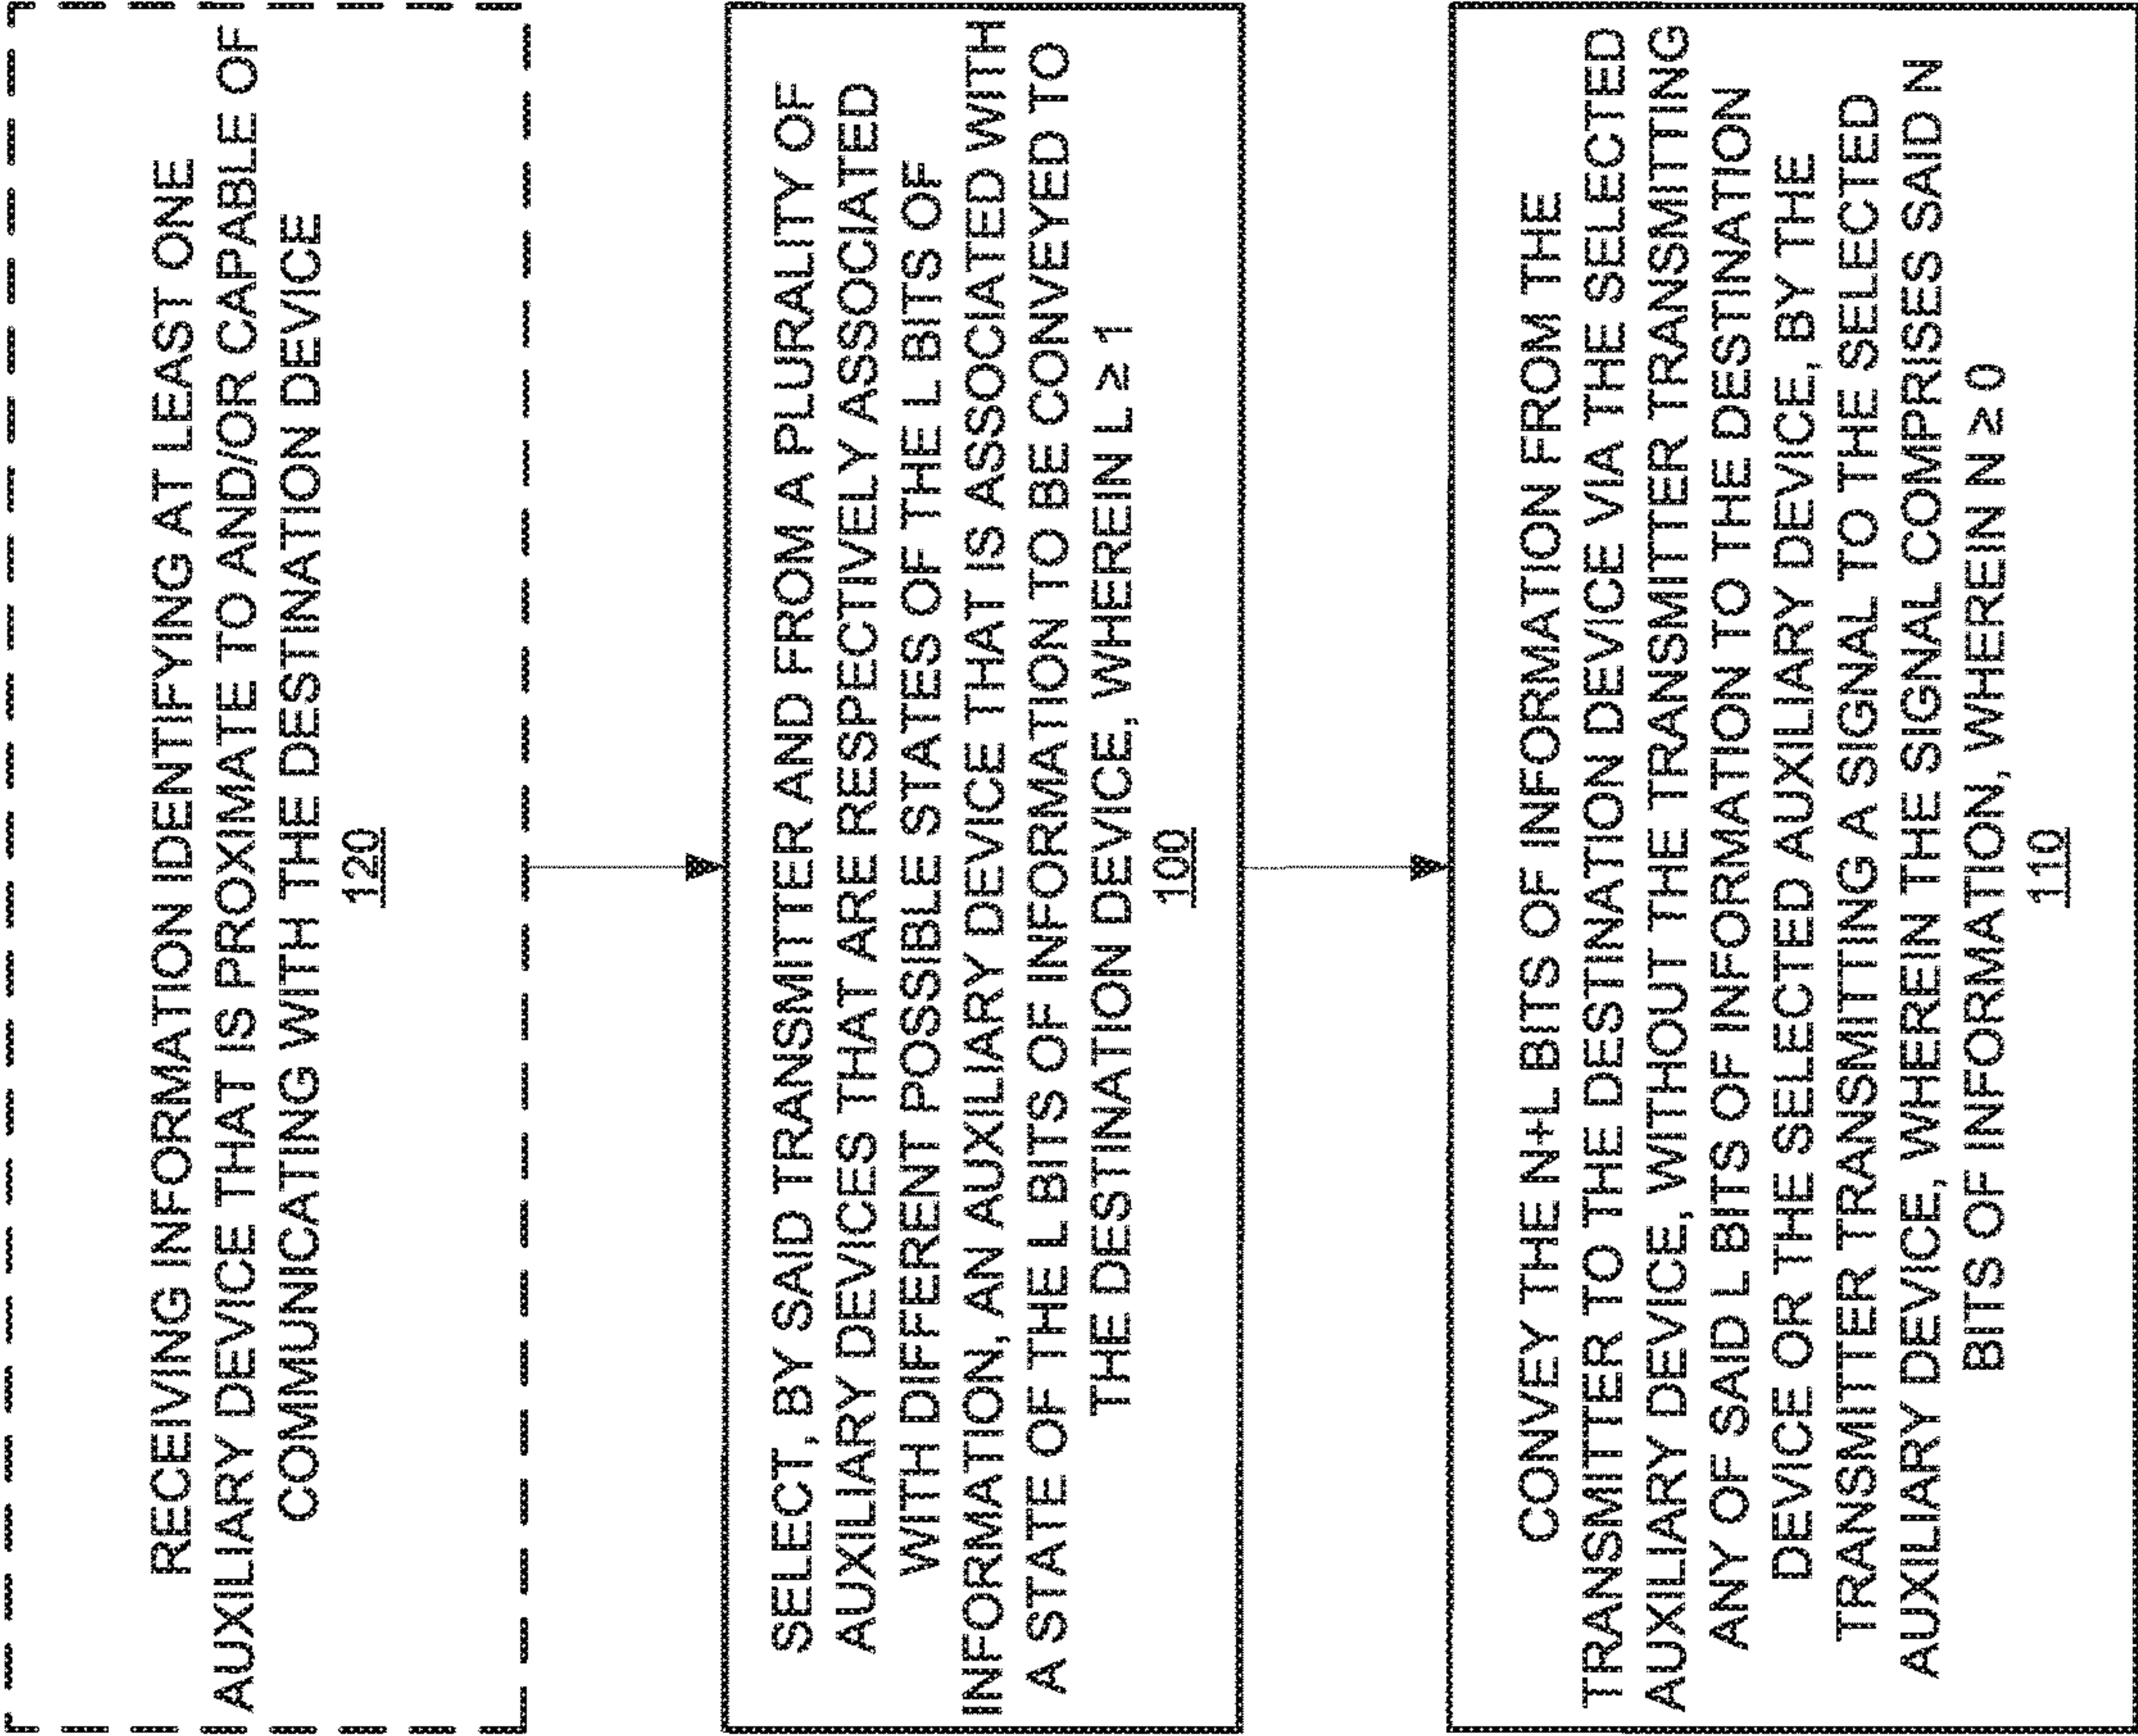 RECEIVING INFORMATION IDENTIFYING AT LEAST ONE
AUXILIARY DEVICE THAT IS PROXIMATE TO AND/OR CAPABLE OF
COMMUNICATING WITH THE DESTINATION DEVICE
120
SELECT, BY SAID TRANSMITTER AND FROM A PLURALITY OF
AUXILIARY DEVICES THAT ARE RESPECTIVELY ASSOCIATED
WITH DIFFERENT POSSIBLE STATES OF THE L BITS OF
INFORMATION, AN AUXILIARY DEVICE THAT IS ASSOCIATED WITH
A STATE OF THE L BITS OF INFORMATION TO BE CONVEYED TO
THE DESTINATION DEVICE, WHEREIN L ≥ 1
100
CONVEY THE N+L BITS OF INFORMATION FROM THE
TRANSMITTER TO THE DESTINATION DEVICE VIA THE SELECTED
AUXILIARY DEVICE, WITHOUT THE TRANSMITTER TRANSMITTING
ANY OF SAID L BITS OF INFORMATION TO THE DESTINATION
DEVICE OR THE SELECTED AUXILIARY DEVICE, BY THE
TRANSMITTER TRANSMITTING A SIGNAL TO THE SELECTED
AUXILIARY DEVICE, WHEREIN THE SIGNAL COMPRISES SAID N
BITS OF INFORMATION, WHEREIN N ≥ 0
110